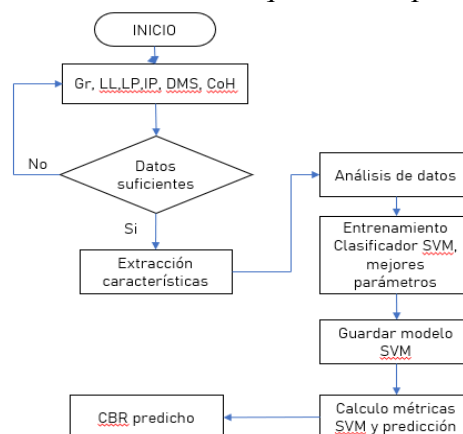 INICIO
Gr, LL,LP,IP, DMS, CoH
No
Datos
suficientes
Si
Extracción
características
Análisis de datos
Entrenamiento
Clasificador SVM,
mejores
parámetros
Guardar modelo
SVM
Calculo métricas
SVM y predicción
CBR predicho